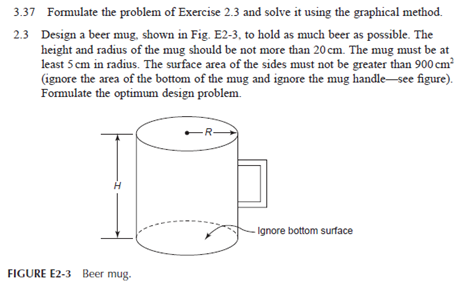 3.37 Formulate the problem of Exercise 2.3 and solve it using the graphical method.
2.3 Design a beer mug, shown in Fig. E2-3, to hold as much beer as possible. The
height and radius of the mug should be not more than 20 cm. The mug must be at
least 5 cm in radius. The surface area of the sides must not be greater than 900 cm²
(ignore the area of the bottom of the mug and ignore the mug handle—see figure).
Formulate the optimum design problem.
R
H
Ignore bottom surface
FIGURE E2-3 Beer mug.